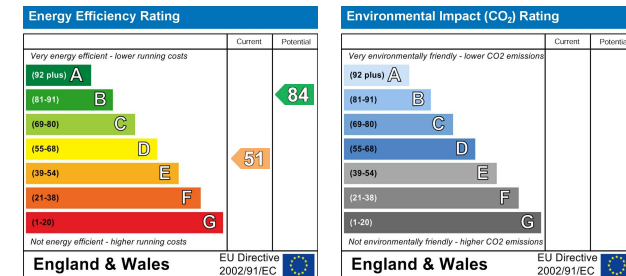 Energy Efficiency Rating
Current Potential
Very energy efficient - lower running costs
(92 plus) A
(81-91) B
84
(69-80) C
(55-68) D
51
(39-54) E
(21-38) F
(1-20) G
Not energy efficient - higher running costs
England & Wales
EU Directive
2002/91/EC
Environmental Impact (CO₂) Rating
Current Potential
Very environmentally friendly - lower CO2 emissions
(92 plus) A
(81-91) B
(69-80) C
(55-68) D
(39-54) E
(21-38) F
(1-20) G
Not environmentally friendly - higher CO2 emissions
England & Wales
EU Directive
2002/91/EC